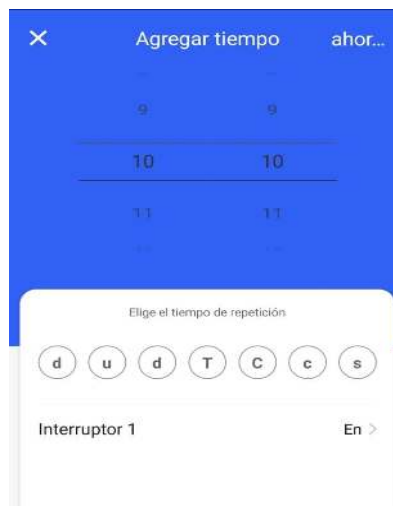 Agregar tiempo ahor...
9 9
10 10
11 11
Elige el tiempo de repetición
d u d T C c s
Interruptor 1 En